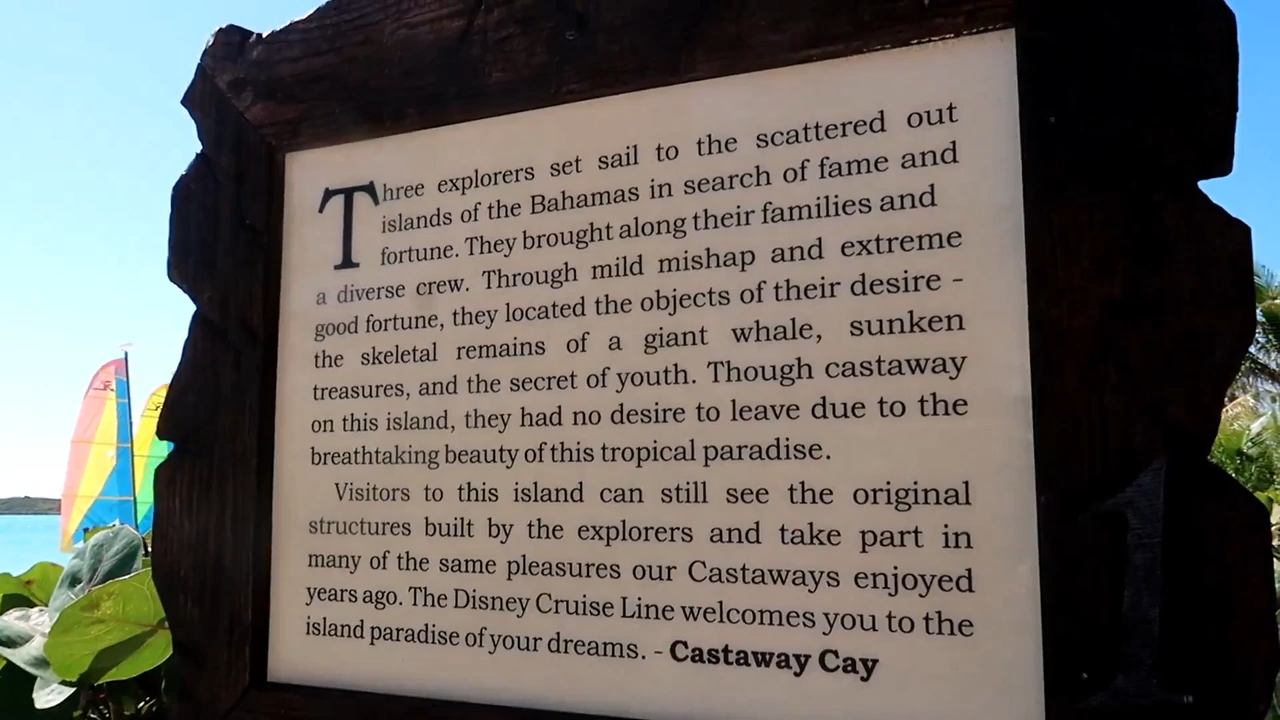 Three explorers set sail to the scattered out
islands of the Bahamas in search of fame and
fortune. They brought along their families and
a diverse crew. Through mild mishap and extreme
good fortune, they located the objects of their desire -
the skeletal remains of a giant whale, sunken
treasures, and the secret of youth. Though castaway
on this island, they had no desire to leave due to the
breathtaking beauty of this tropical paradise.
Visitors to this island can still see the original
structures built by the explorers and take part in
many of the same pleasures our Castaways enjoyed
years ago. The Disney Cruise Line welcomes you to the
island paradise of your dreams. - Castaway Cay